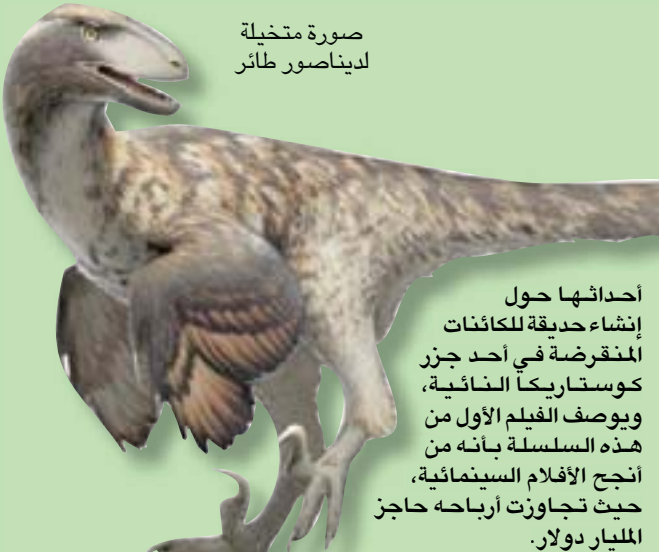 صورة متخيلة
لديناصور طائر
أحداثها حول
إنشاء حديقة للكائنات
المنقرضة في أحد جزر
كوستاريكا النائية،
ويوصف الفيلم الأول من
هذه السلسلة بأنه من
أنجح الأفلام السينمائية،
حيث تجاوزت أرباحه حاجز
المليار دولار.